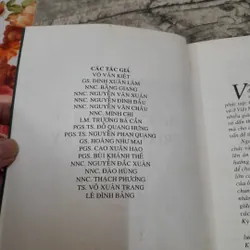 CÁC TÁC GIẢ
VÕ VĂN KIỆT
GS. ĐINH XUÂN LÂM
NNC. BẰNG GIANG
NNC. NGUYỄN VĂN XUÂN
NNC. NGUYỄN ĐÌNH ĐẦU
NNC. NGUYỄN VĂN CHÂU
NNC. MINH CHI
LM. TRƯƠNG BÁ CẦN
PGS. TS. ĐỖ QUANG HƯNG
PGS.TS. NGUYỄN PHAN QUANG
GS. HOÀNG NHƯ MAI
PGS. CAO XUÂN HẠO
PGS. BÙI KHÁNH THẾ
NNC. NGUYỄN ĐẮC XUÂN
NNC. ĐÀO HÙNG
NNC. THẠCH PHƯƠNG
TS. VÕ XUÂN TRANG
LÊ ĐÌNH BẢNG